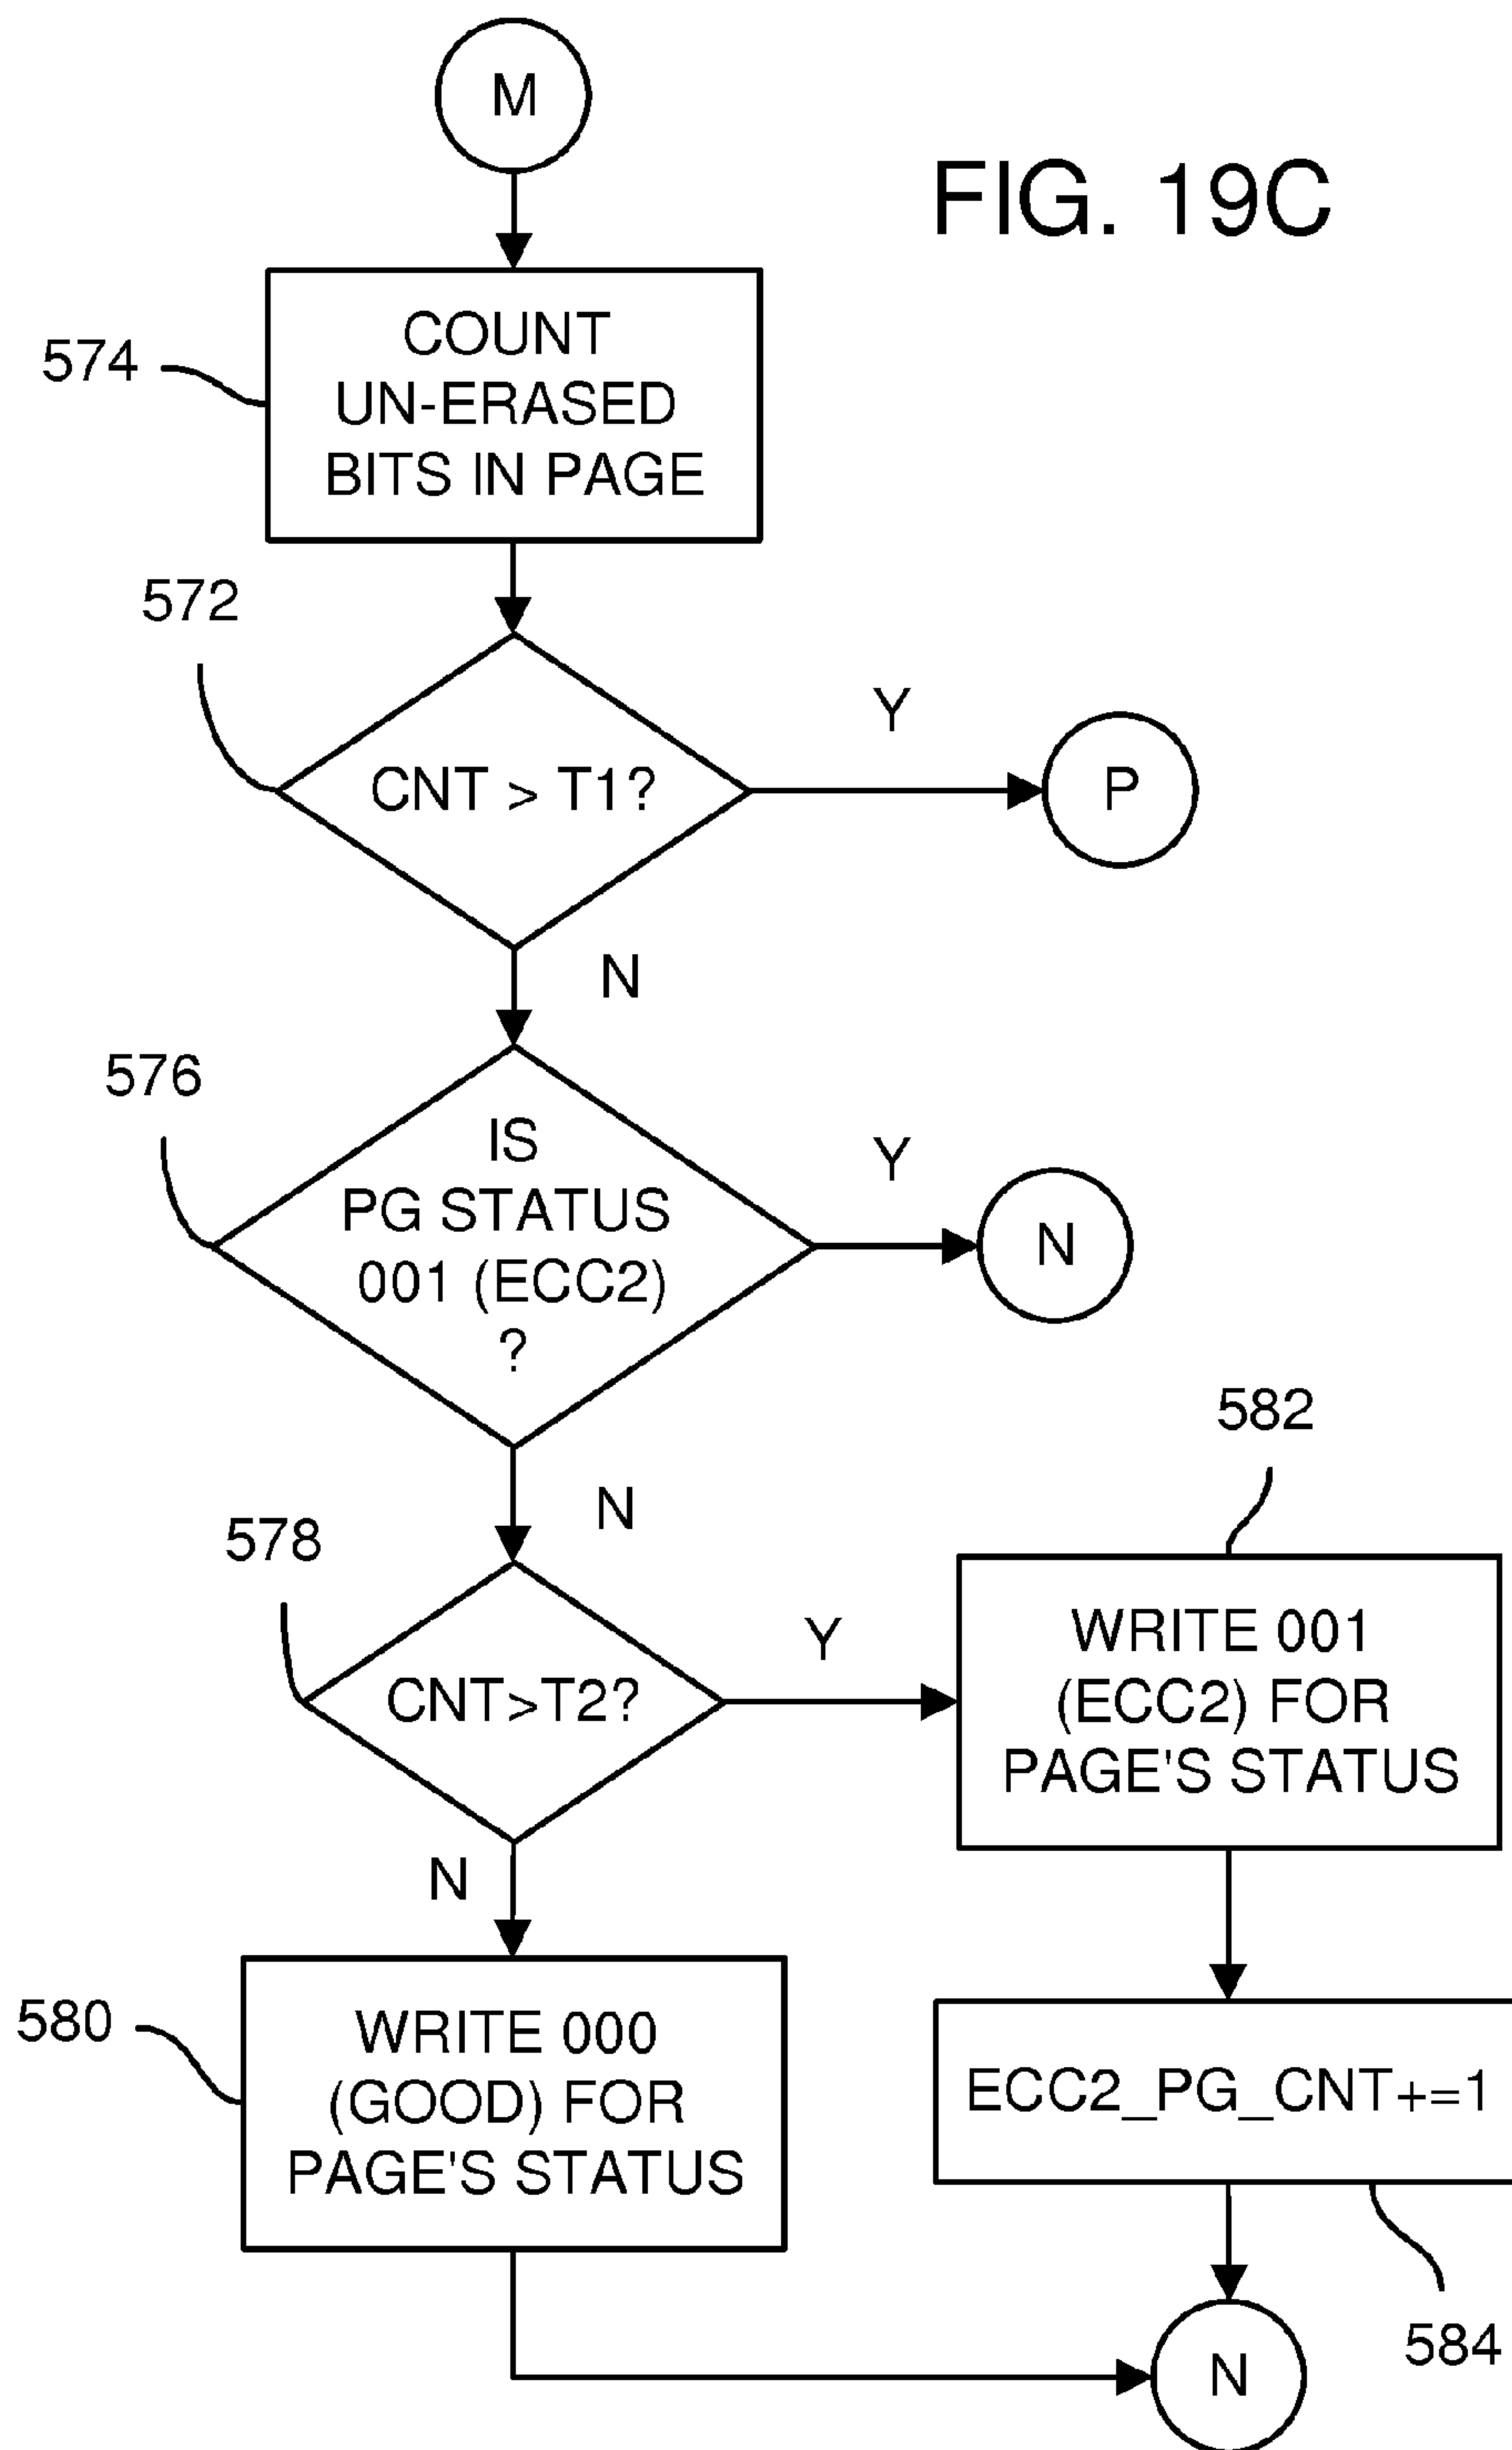 M
FIG. 19C
574
COUNT
UN-ERASED
BITS IN PAGE
572
CNT > T1?
Y
P
N
576
IS
PG STATUS
001 (ECC2)
?
Y
N
N
582
578
CNT>T2?
Y
WRITE 001
(ECC2) FOR
PAGE'S STATUS
N
580
WRITE 000
(GOOD) FOR
PAGE'S STATUS
ECC2_PG_CNT+=1
584
N